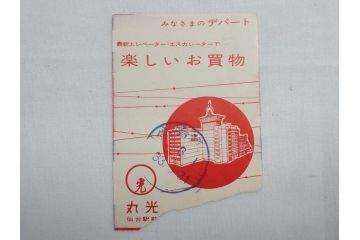 みなさまのデパート
最新エレベーター・エスカレーターで
楽しいお買物
光
丸光
仙台駅前